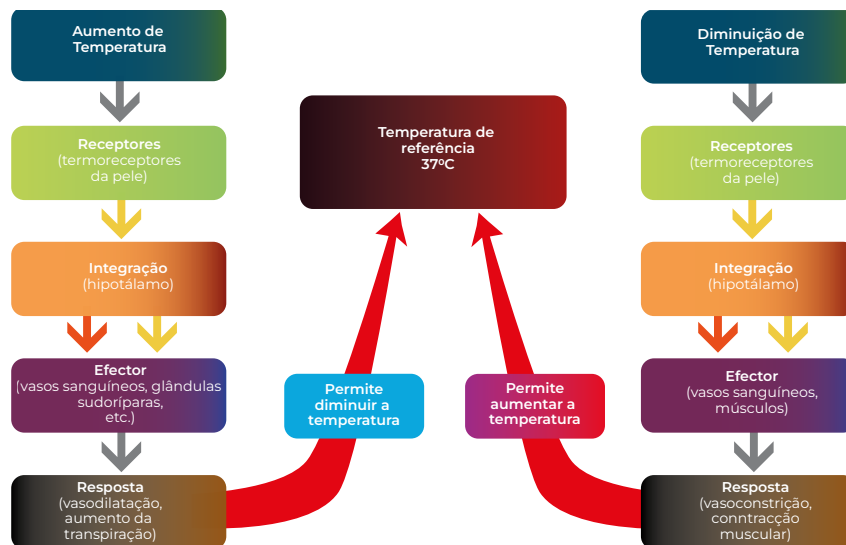 Aumento de
Temperatura
Receptores
(termoreceptores
da pele)
Integração
(hipotálamo)
Efector
(vasos sanguíneos, glândulas
sudoríparas,
etc.)
Resposta
(vasodilatação,
aumento da
transpiração)
Temperatura de
referência
37ºC
Permite
diminuir a
temperatura
Permite
aumentar a
temperatura
Diminuição de
Temperatura
Receptores
(termoreceptores
da pele)
Integração
(hipotálamo)
Efector
(vasos sanguíneos,
músculos)
Resposta
(vasoconstrição,
conntracção
muscular)